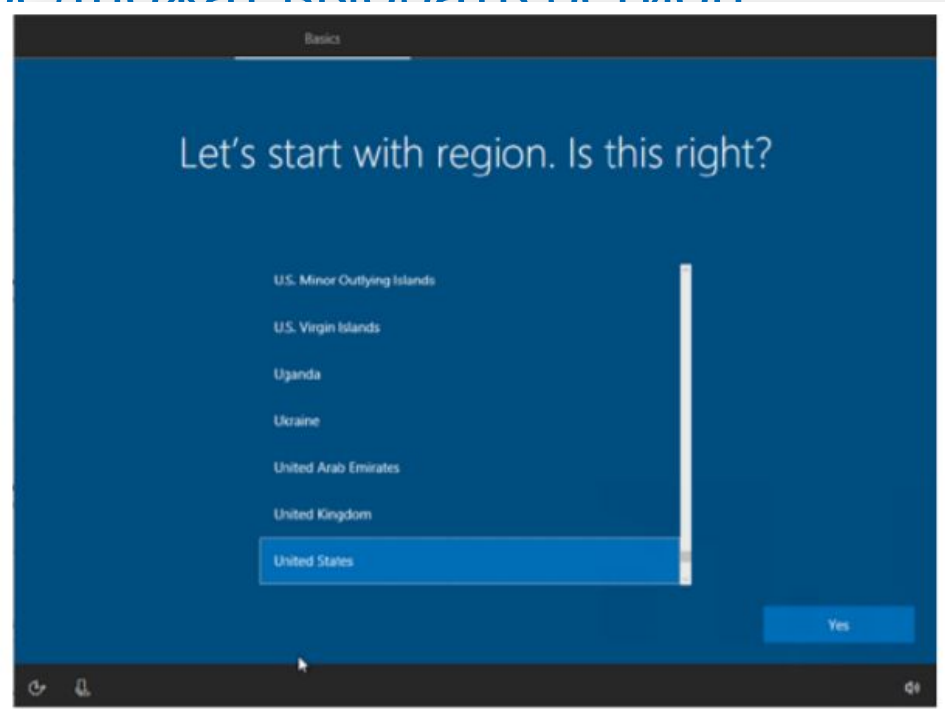 Basics
Let's start with region. Is this right?
U.S. Minor Outlying Islands
U.S. Virgin Islands
Uganda
Ukraine
United Arab Emirates
United Kingdom
United States
Yes